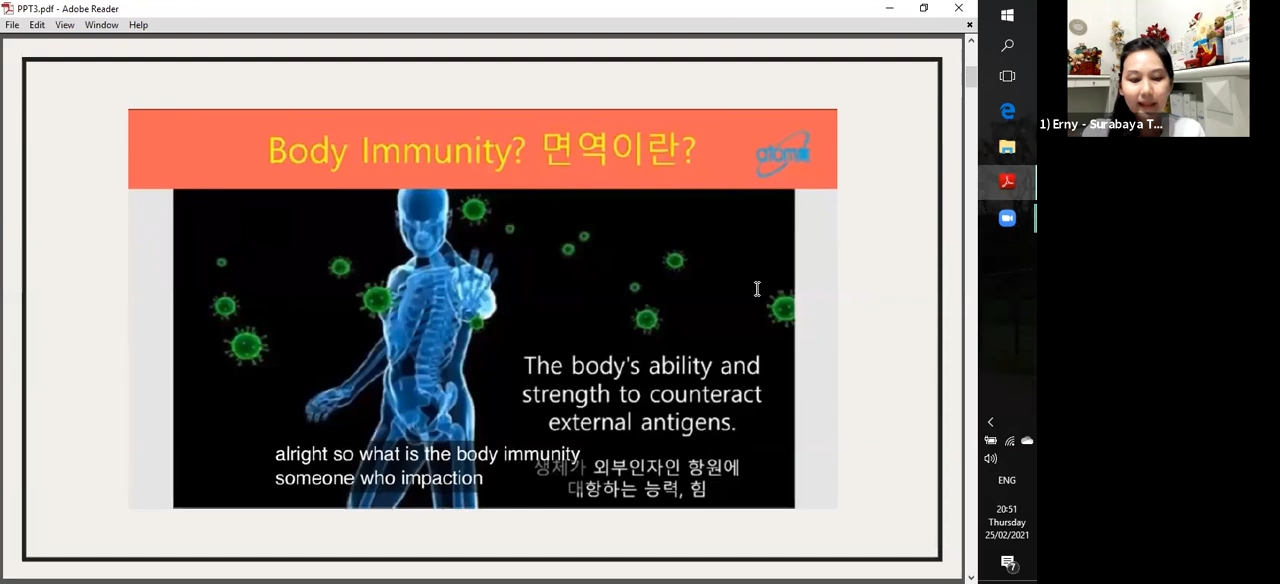 PPT3.pdf - Adobe Reader
File Edit View Window Help
Body Immunity? 면역이란?
atomi
The body's ability and
strength to counteract
external antigens.
alright so what is the body immunity
someone who impaction
생체가 외부인자인 항원에
대항하는 능력, 힘
1) Erny - Surabaya T...
ENG
20:51
Thursday
25/02/2021
7